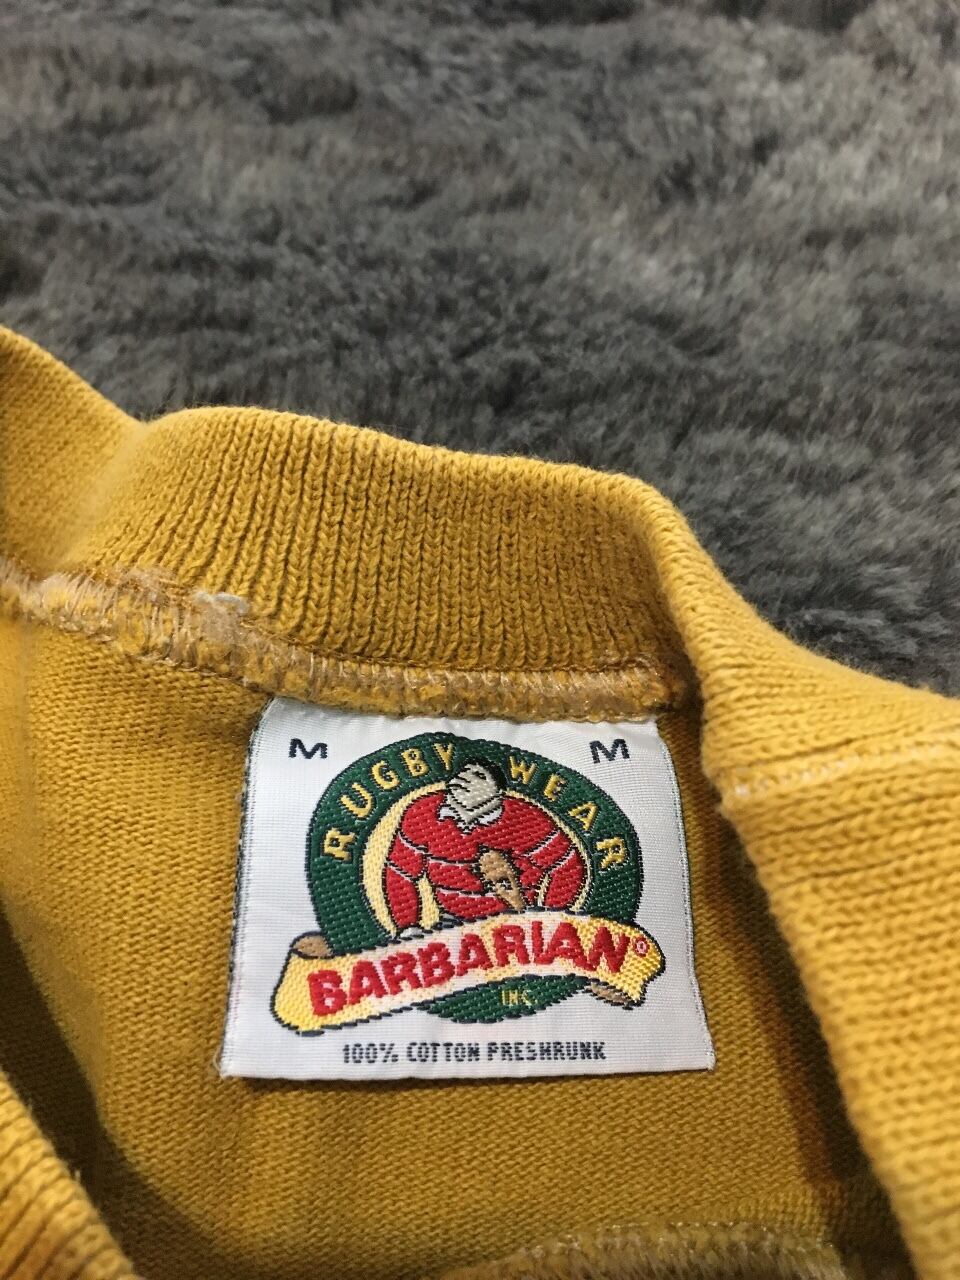 M M
RUGBY WEAR
BARBARIAN®
INC.
100% COTTON PRESHRUNK